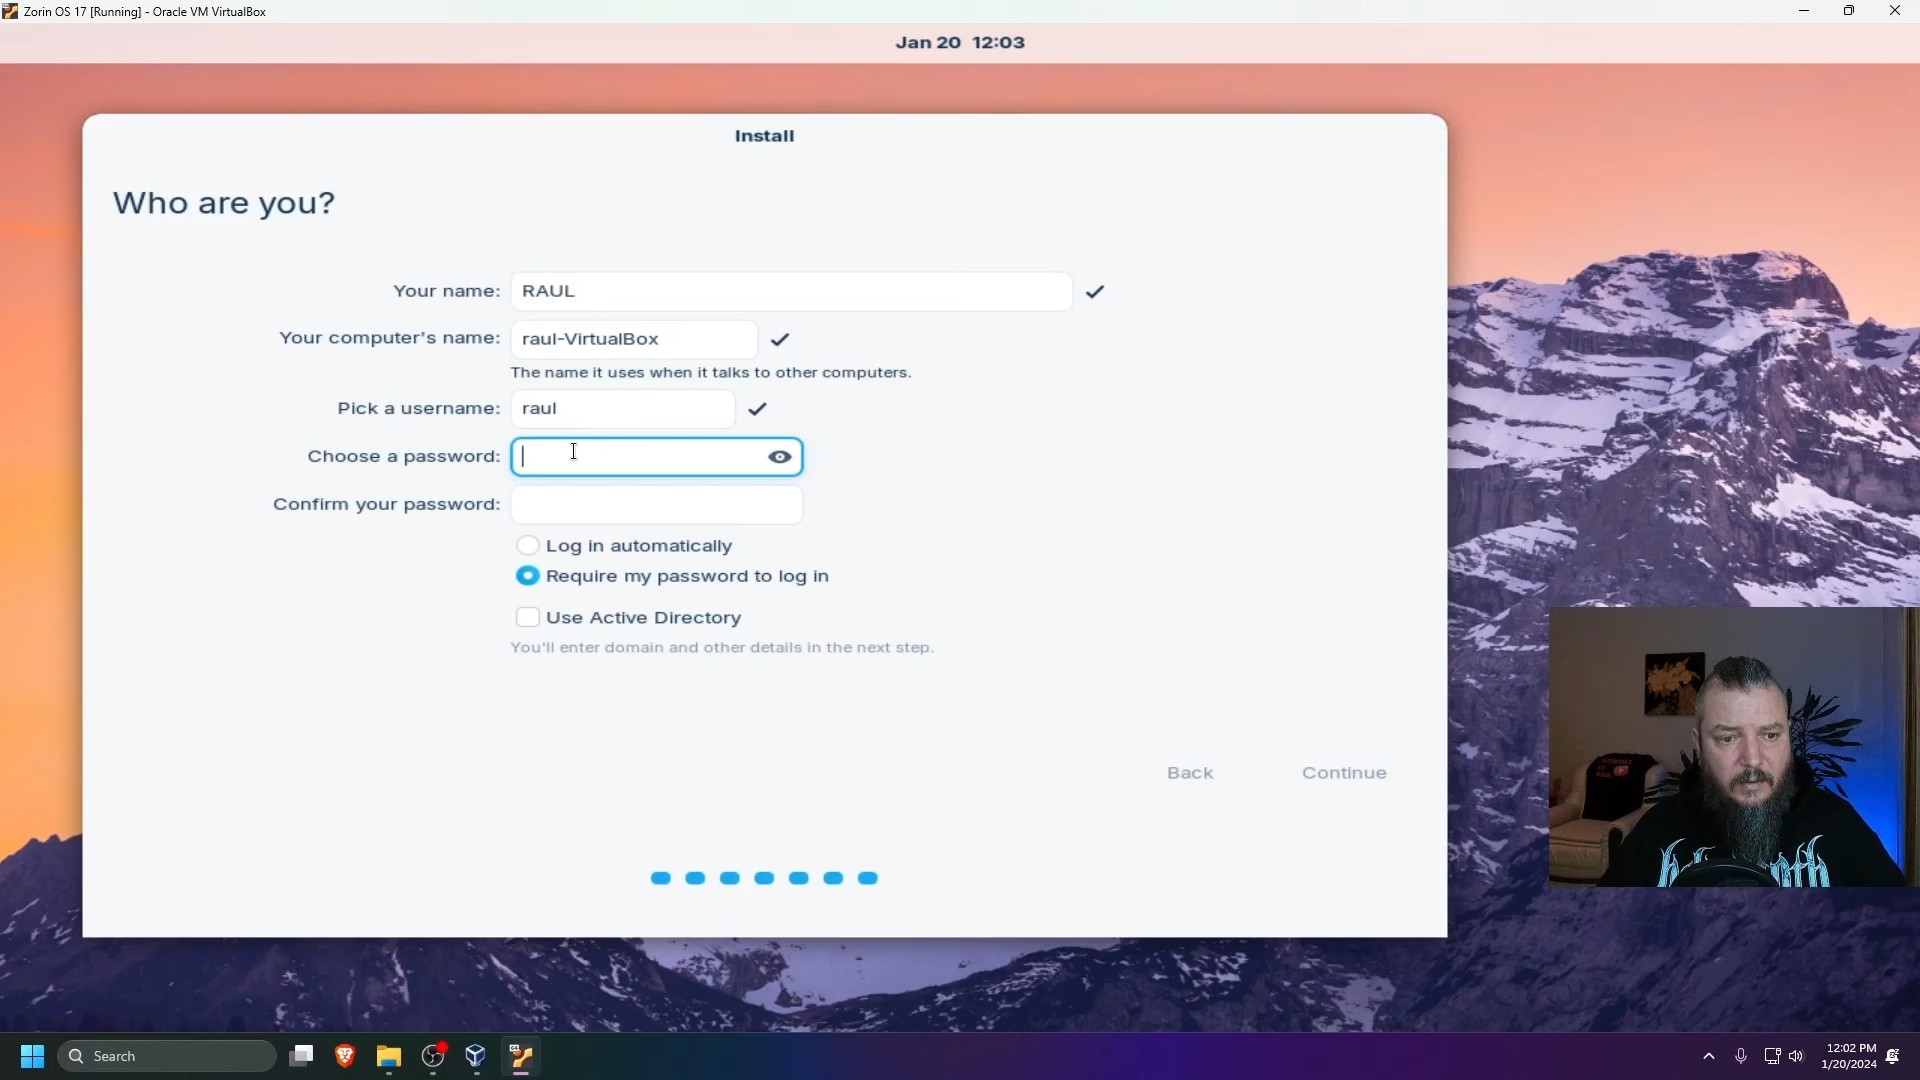 Zorin OS 17 [Running] - Oracle VM VirtualBox
Jan 20 12:03
Install
Who are you?
Your name: RAUL
Your computer's name: raul-VirtualBox
The name it uses when it talks to other computers.
Pick a username: raul
Choose a password:
Confirm your password:
Log in automatically
Require my password to log in
Use Active Directory
You'll enter domain and other details in the next step.
Back Continue
Search
12:02 PM
1/20/2024